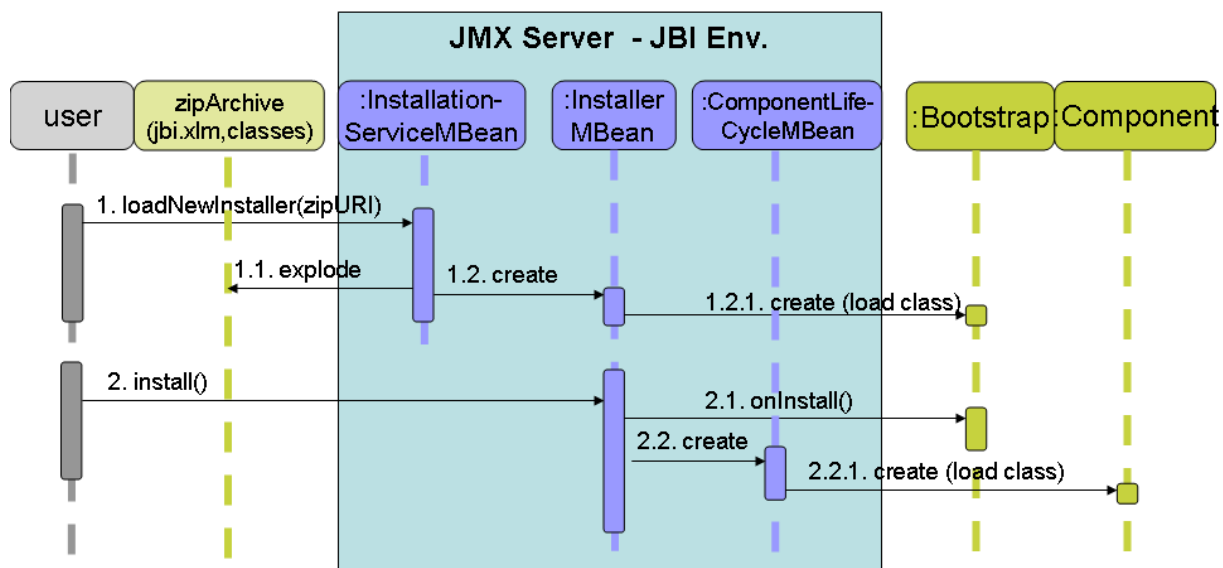 JMX Server - JBI Env.
user
zipArchive
(jbi.xlm,classes)
:Installation-
ServiceMBean
:Installer
MBean
:ComponentLife-
CycleMBean
:Bootstrap
:Component
1. loadNewInstaller(zipURI)
1.1. explode
1.2. create
1.2.1. create (load class)
2. install()
2.1. onInstall()
2.2. create
2.2.1. create (load class)